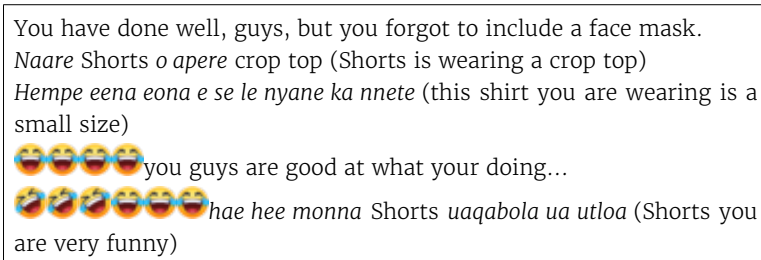 You have done well, guys, but you forgot to include a face mask.
Naare Shorts o apere crop top (Shorts is wearing a crop top)
Hempe eena eona e se le nyane ka nnete (this shirt you are wearing is a
small size)
😂😂😂😂you guys are good at what your doing...
🤣🤣🤣😂😂😂hae hee monna Shorts uaqabola ua utloa (Shorts you
are very funny)